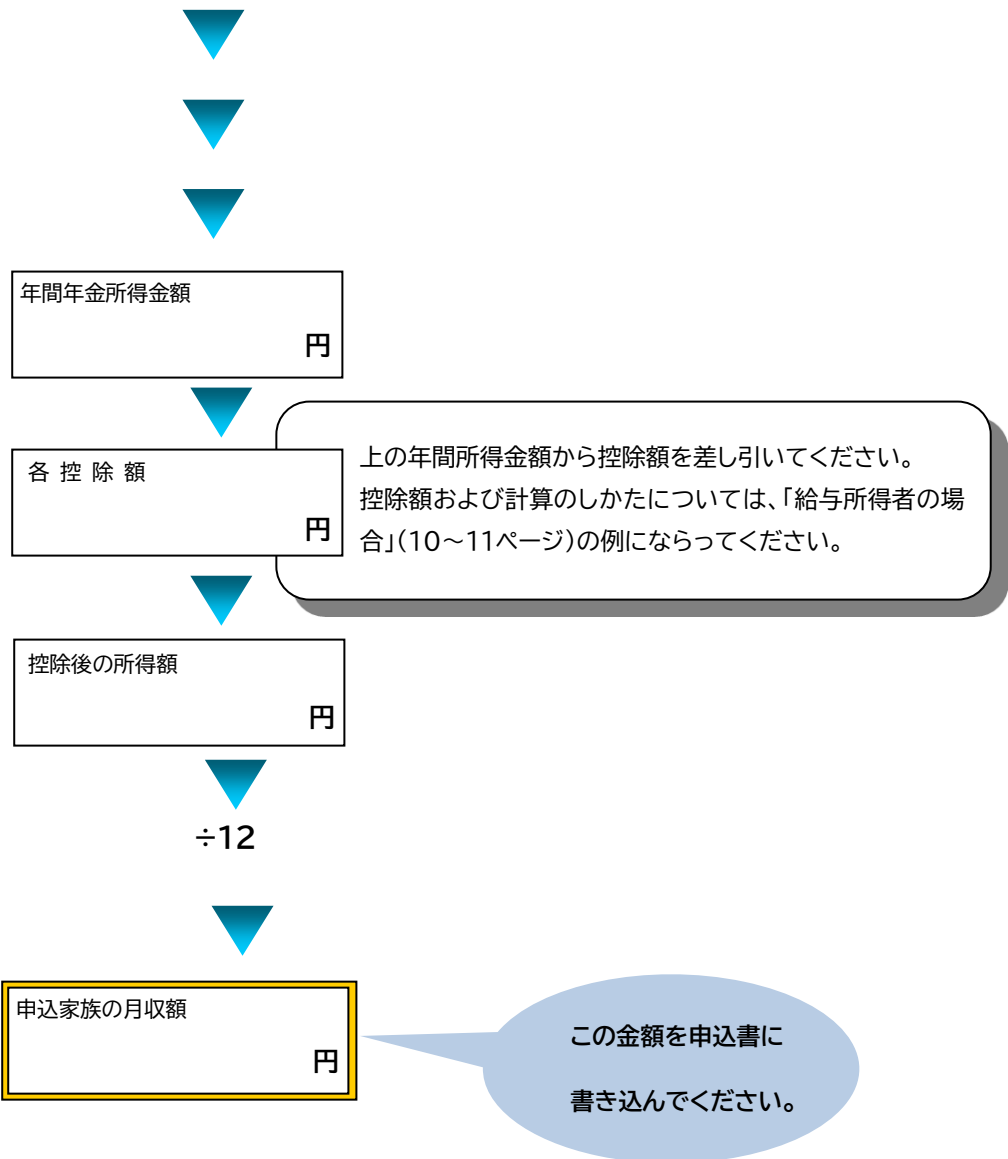 年間年金所得金額
円
各 控 除 額
円
上の年間所得金額から控除額を差し引いてください。
控除額および計算のしかたについては、「給与所得者の場
合」（10～11ページ）の例にならってください。
控除後の所得額
円
÷12
申込家族の月収額
円
この金額を申込書に
書き込んでください。